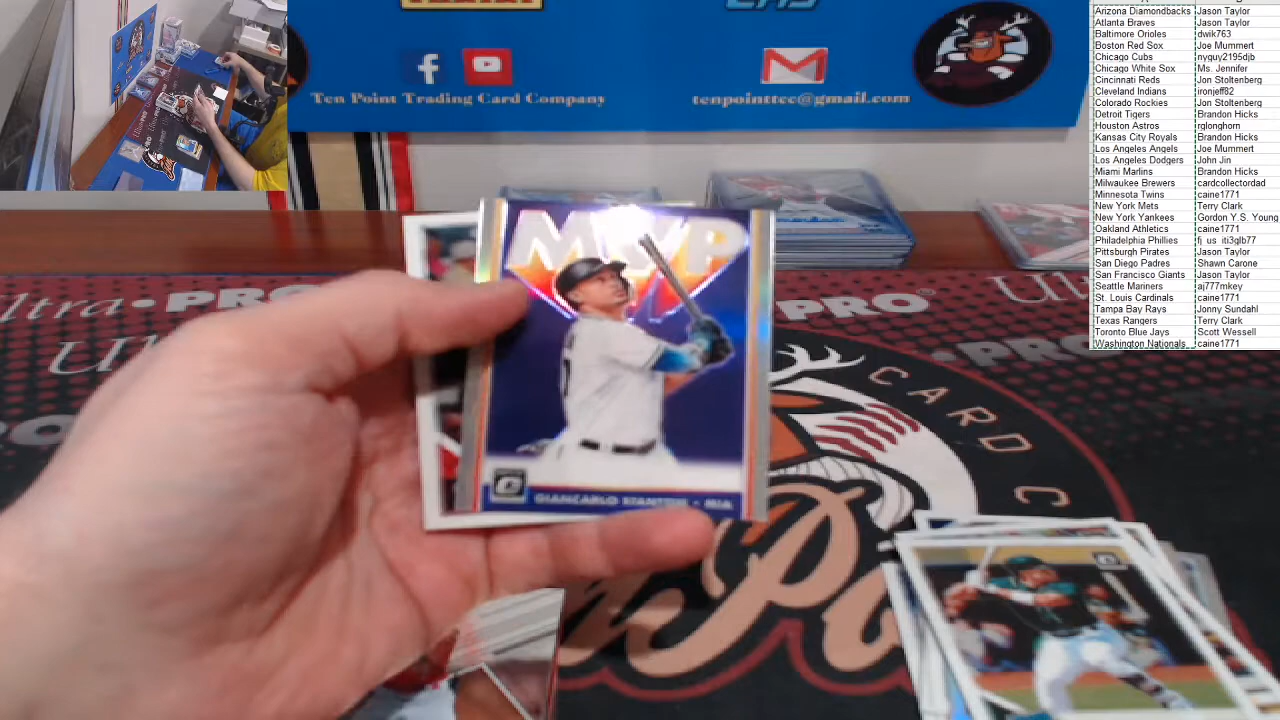 Ten Point Trading Card Company
tenpointtcc@gmail.com
Arizona Diamondbacks Jason Taylor
Atlanta Braves Jason Taylor
Baltimore Orioles dwik763
Boston Red Sox Joe Mummert
Chicago Cubs nyguy2195djb
Chicago White Sox Ms. Jennifer
Cincinnati Reds Jon Stoltenberg
Cleveland Indians ironjeff82
Colorado Rockies Jon Stoltenberg
Detroit Tigers Brandon Hicks
Houston Astros rglonghorn
Kansas City Royals Brandon Hicks
Los Angeles Angels Joe Mummert
Los Angeles Dodgers John Jin
Miami Marlins Brandon Hicks
Milwaukee Brewers cardcollectordad
Minnesota Twins caine1771
New York Mets Terry Clark
New York Yankees Gordon Y. S. Young
Oakland Athletics caine1771
Philadelphia Phillies fj_us_iti3glb77
Pittsburgh Pirates Jason Taylor
San Diego Padres Shawn Carone
San Francisco Giants Jason Taylor
Seattle Mariners aj777mkey
St. Louis Cardinals caine1771
Tampa Bay Rays Jonny Sundahl
Texas Rangers Terry Clark
Toronto Blue Jays Scott Wessell
Washington Nationals caine1771
MVP
GIANCARLO STANTON - MIA
Ultra PRO
CARD C